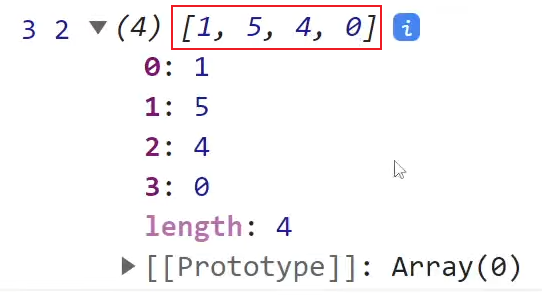 3 2 ▼(4) [1, 5, 4, 0] i
0: 1
1: 5
2: 4
3: 0
length: 4
▶[[Prototype]]: Array(0)